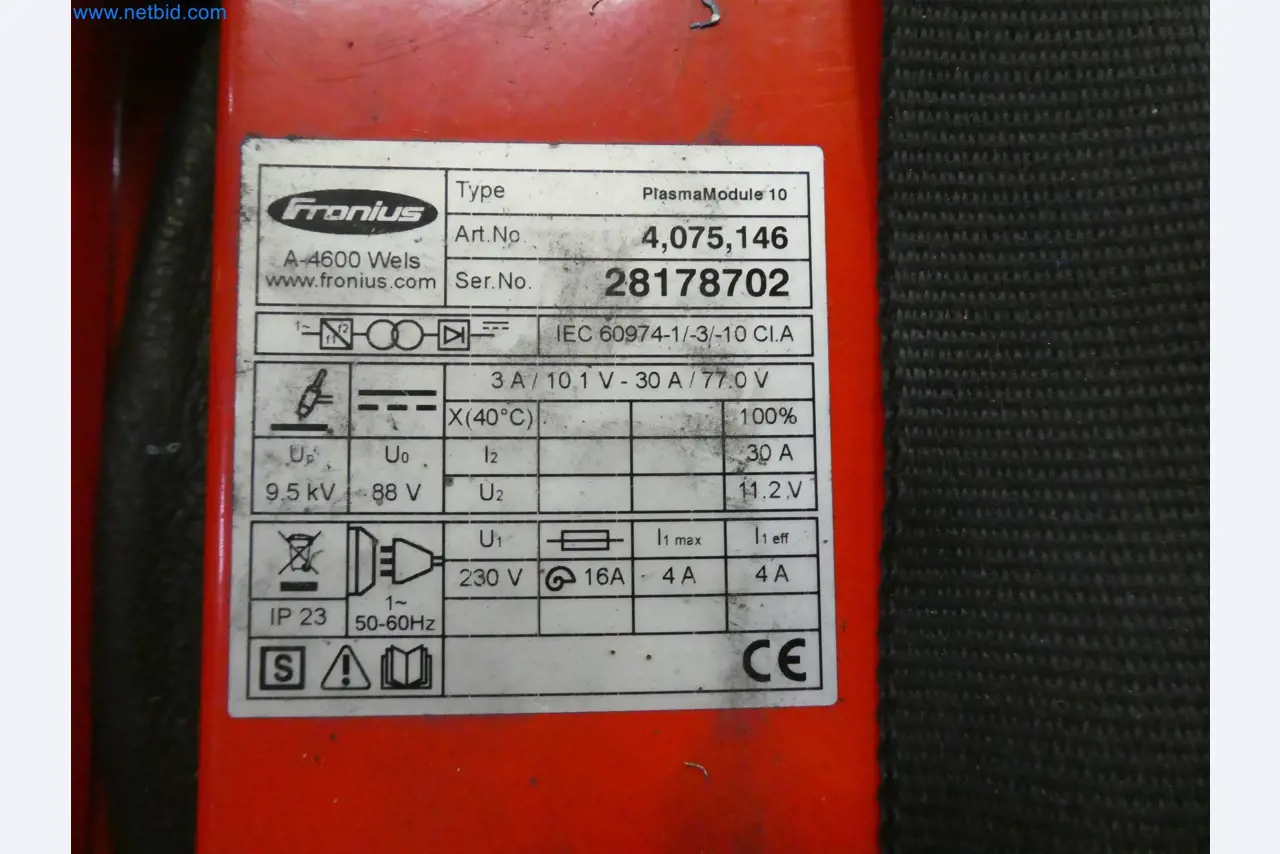 www.netbid.com
Fronius
A-4600 Wels
www.fronius.com
Type PlasmaModule 10
Art.No. 4,075,146
Ser.No. 28178702
1~ f1 f2 IEC 60974-1/-3/-10 Cl.A
3 A / 10.1 V - 30 A / 77.0 V
X(40°C) 100%
Up U0 I2 30 A
9.5 kV 88 V U2 11.2 V
U1 I1 max I1 eff
230 V 16A 4 A 4 A
IP 23 1~ 50-60Hz
S CE